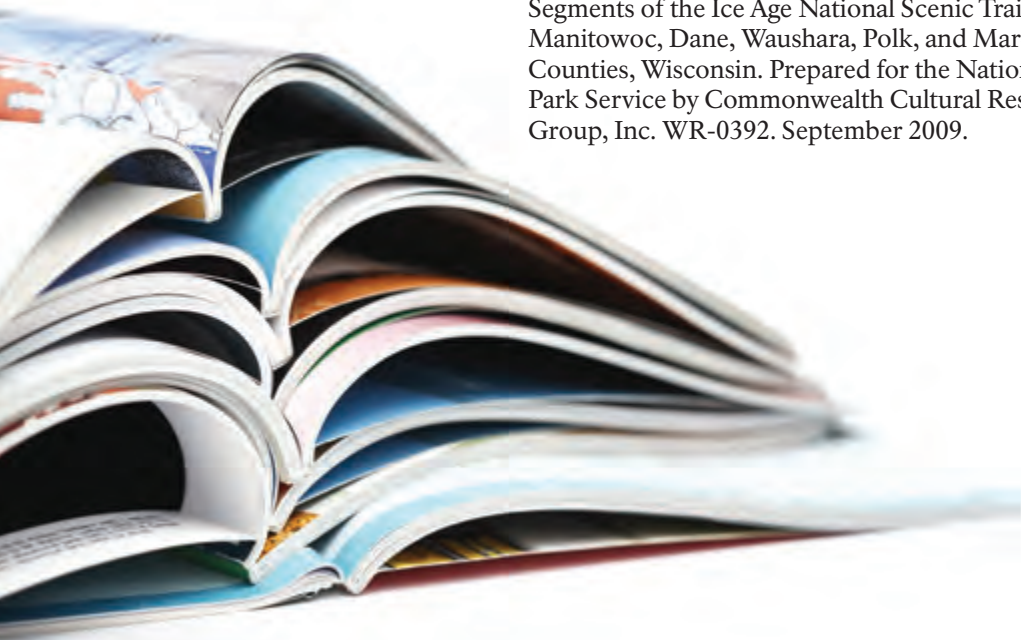 Segments of the Ice Age National Scenic Trai
Manitowoc, Dane, Waushara, Polk, and Mar
Counties, Wisconsin. Prepared for the Natio
Park Service by Commonwealth Cultural Res
Group, Inc. WR-0392. September 2009.